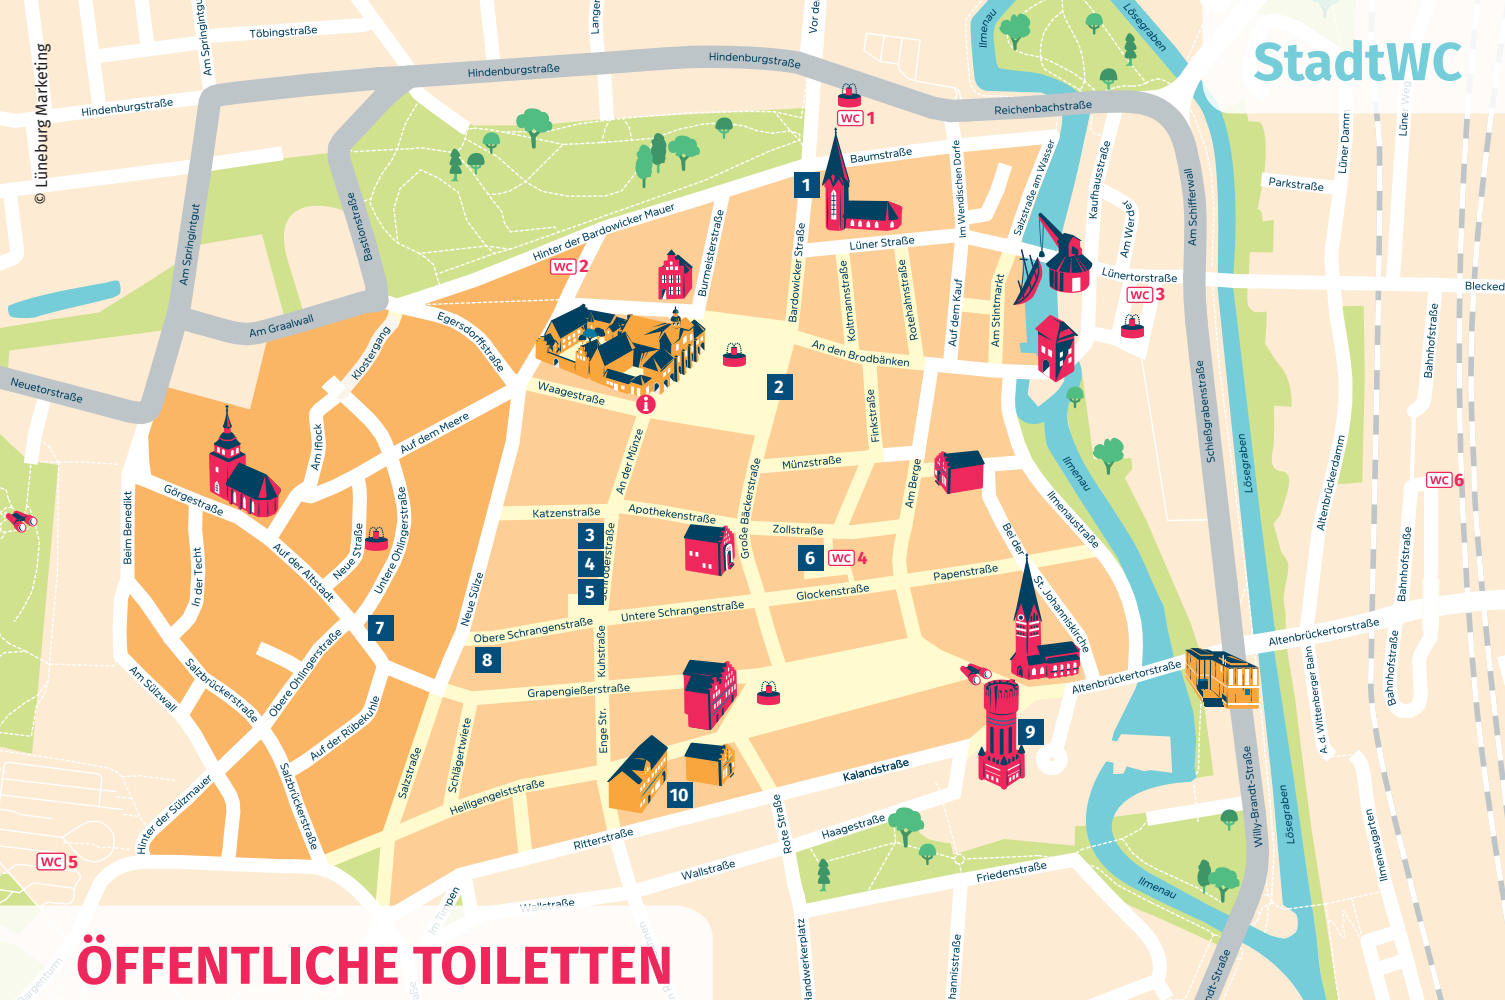 StadtWC
© Lüneburg Marketing
Töbingstraße
Am Springintgut
Hindenburgstraße
Hindenburgstraße
Hindenburgstraße
Reichenbachstraße
Ilmenau
Lösegraben
WC 1
Baumstraße
1
Im Wendischen Dorfe
Salzstraße am Wasser
Kaufhausstraße
Am Werder
Am Schifferwall
Parkstraße
Lüner Damm
Bastionstraße
Hinter der Bardowicker Mauer
WC 2
Burmeisterstraße
Bardowicker Straße
Lüner Straße
Koltmannstraße
Rotehahnstraße
Auf dem Kauf
Am Stintmarkt
Lünertorstraße
WC 3
Am Graalwall
Klostergang
Egersdorffstraße
An den Brodbänken
Bahnhofstraße
Neuetorstraße
Waagestraße
i
2
Finkstraße
Schießgrabenstraße
Auf dem Meere
Am Iflock
An der Münze
Münzstraße
Große Bäckerstraße
Am Berge
Ilmenau
Lösegraben
Altenbrückerdamm
WC 6
Görgestraße
Beim Benedikt
Katzenstraße
Apothekenstraße
Zollstraße
Ilmenaustraße
Bei der
St. Johanniskirche
3
4
5
6
WC 4
In der Techt
Auf der Altstadt
Neue Straße
Untere Ohlingerstraße
Neue Sülze
Papenstraße
Glockenstraße
Untere Schrangenstraße
Obere Schrangenstraße
Bahnhofstraße
Altenbrückertorstraße
7
8
Kuhstraße
Grapengießerstraße
Altenbrückertorstraße
Bahnhofstraße
A. d. Wittenberger Bahn
Am Sülzwall
Salzbrückerstraße
Obere Ohlingerstraße
Auf der Rübekuhle
Enge Str.
9
Salzstraße
Schlägertwiete
Heiligengeiststraße
10
Kalandstraße
Hinter der Sülzmauer
Salzbrückerstraße
Ritterstraße
Rote Straße
Haagestraße
Willy-Brandt-Straße
Lösegraben
Ilmenaugarten
WC 5
Wallstraße
Wallstraße
Friedenstraße
Ilmenau
ÖFFENTLICHE TOILETTEN